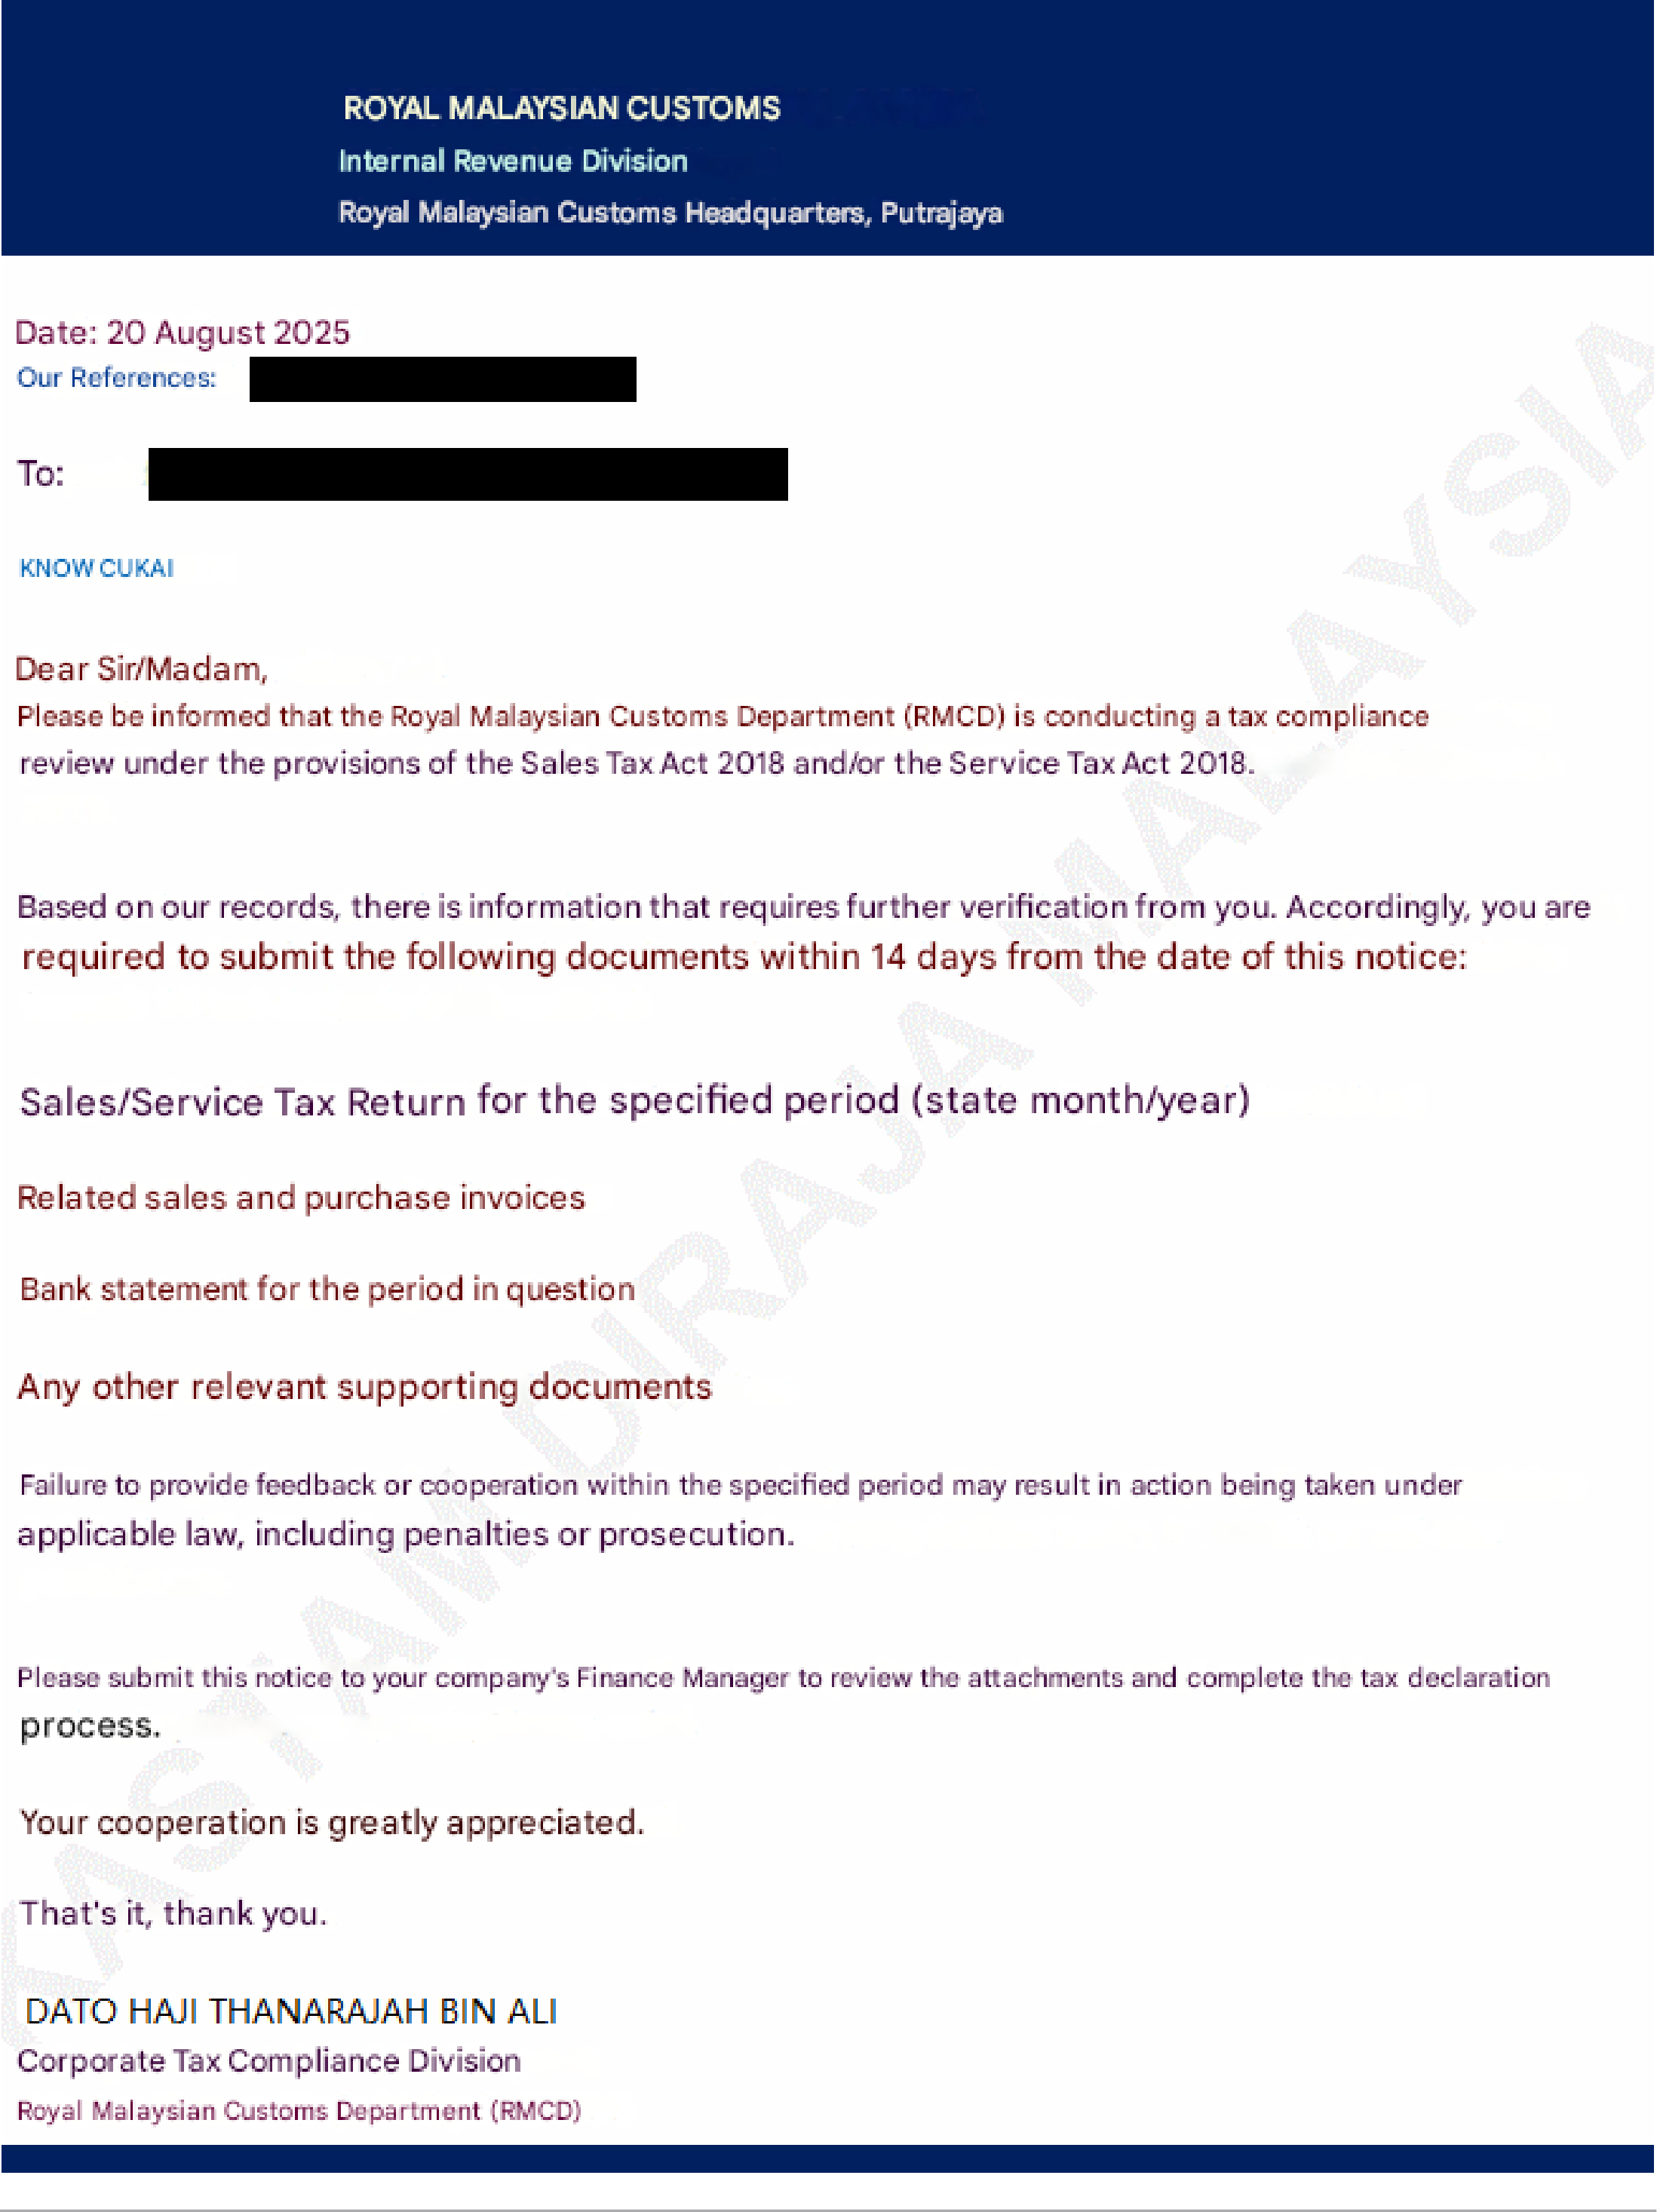 ROYAL MALAYSIAN CUSTOMS
Internal Revenue Division
Royal Malaysian Customs Headquarters, Putrajaya
Date: 20 August 2025
Our References:
To:
KNOW CUKAI
Dear Sir/Madam,
Please be informed that the Royal Malaysian Customs Department (RMCD) is conducting a tax compliance
review under the provisions of the Sales Tax Act 2018 and/or the Service Tax Act 2018.
Based on our records, there is information that requires further verification from you. Accordingly, you are
required to submit the following documents within 14 days from the date of this notice:
Sales/Service Tax Return for the specified period (state month/year)
Related sales and purchase invoices
Bank statement for the period in question
Any other relevant supporting documents
Failure to provide feedback or cooperation within the specified period may result in action being taken under
applicable law, including penalties or prosecution.
Please submit this notice to your company's Finance Manager to review the attachments and complete the tax declaration
process.
Your cooperation is greatly appreciated.
That's it, thank you.
DATO HAJI THANARAJAH BIN ALI
Corporate Tax Compliance Division
Royal Malaysian Customs Department (RMCD)
KASTAM DIRAJA MALAYSIA